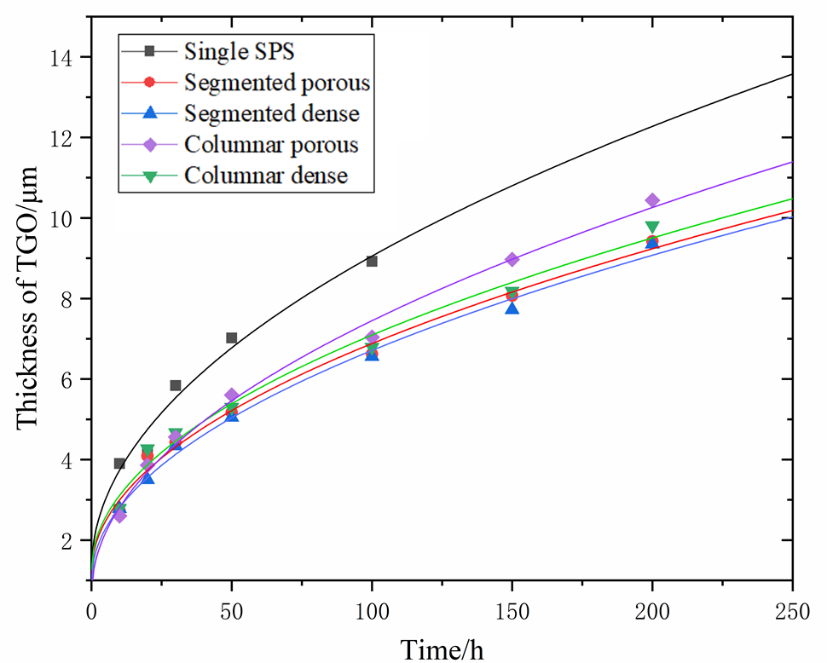 Single SPS
Segmented porous
Segmented dense
Columnar porous
Columnar dense
Thickness of TGO/μm
14
12
10
8
6
4
2
0 50 100 150 200 250
Time/h